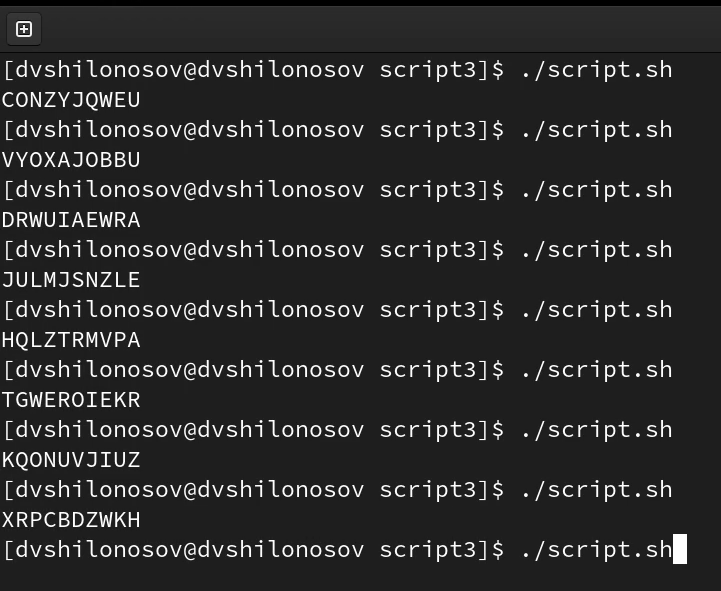 [dvshilonosov@dvshilonosov script3]$ ./script.sh
CONZYJQWEU
[dvshilonosov@dvshilonosov script3]$ ./script.sh
VYOXAJOBBU
[dvshilonosov@dvshilonosov script3]$ ./script.sh
DRWUIAEWRA
[dvshilonosov@dvshilonosov script3]$ ./script.sh
JULMJSNZLE
[dvshilonosov@dvshilonosov script3]$ ./script.sh
HQLZTRMVPA
[dvshilonosov@dvshilonosov script3]$ ./script.sh
TGWEROIEKR
[dvshilonosov@dvshilonosov script3]$ ./script.sh
KQONUVJIUZ
[dvshilonosov@dvshilonosov script3]$ ./script.sh
XRPCBDZWKH
[dvshilonosov@dvshilonosov script3]$ ./script.sh